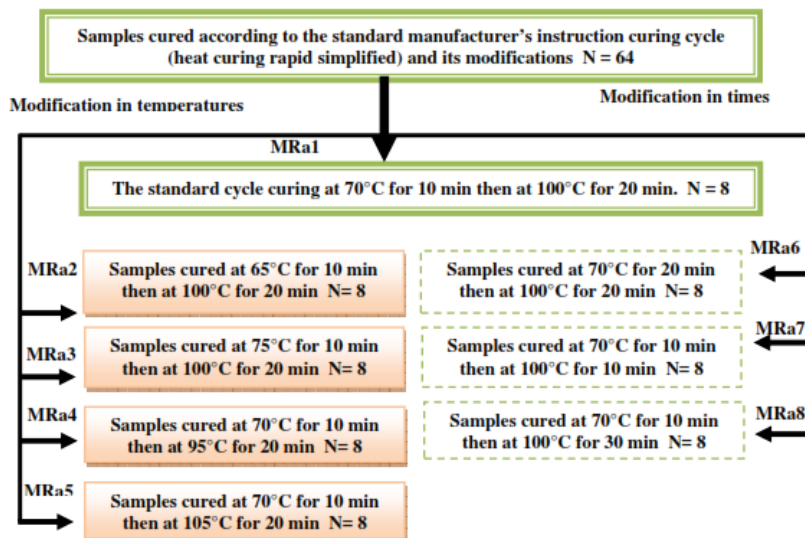 Samples cured according to the standard manufacturer's instruction curing cycle
(heat curing rapid simplified) and its modifications N = 64
Modification in temperatures
Modification in times
MRa1
The standard cycle curing at 70°C for 10 min then at 100°C for 20 min. N = 8
MRa2
Samples cured at 65°C for 10 min
then at 100°C for 20 min N= 8
MRa3
Samples cured at 75°C for 10 min
then at 100°C for 20 min N= 8
MRa4
Samples cured at 70°C for 10 min
then at 95°C for 20 min N= 8
MRa5
Samples cured at 70°C for 10 min
then at 105°C for 20 min N= 8
MRa6
Samples cured at 70°C for 20 min
then at 100°C for 20 min N= 8
MRa7
Samples cured at 70°C for 10 min
then at 100°C for 10 min N= 8
MRa8
Samples cured at 70°C for 10 min
then at 100°C for 30 min N= 8